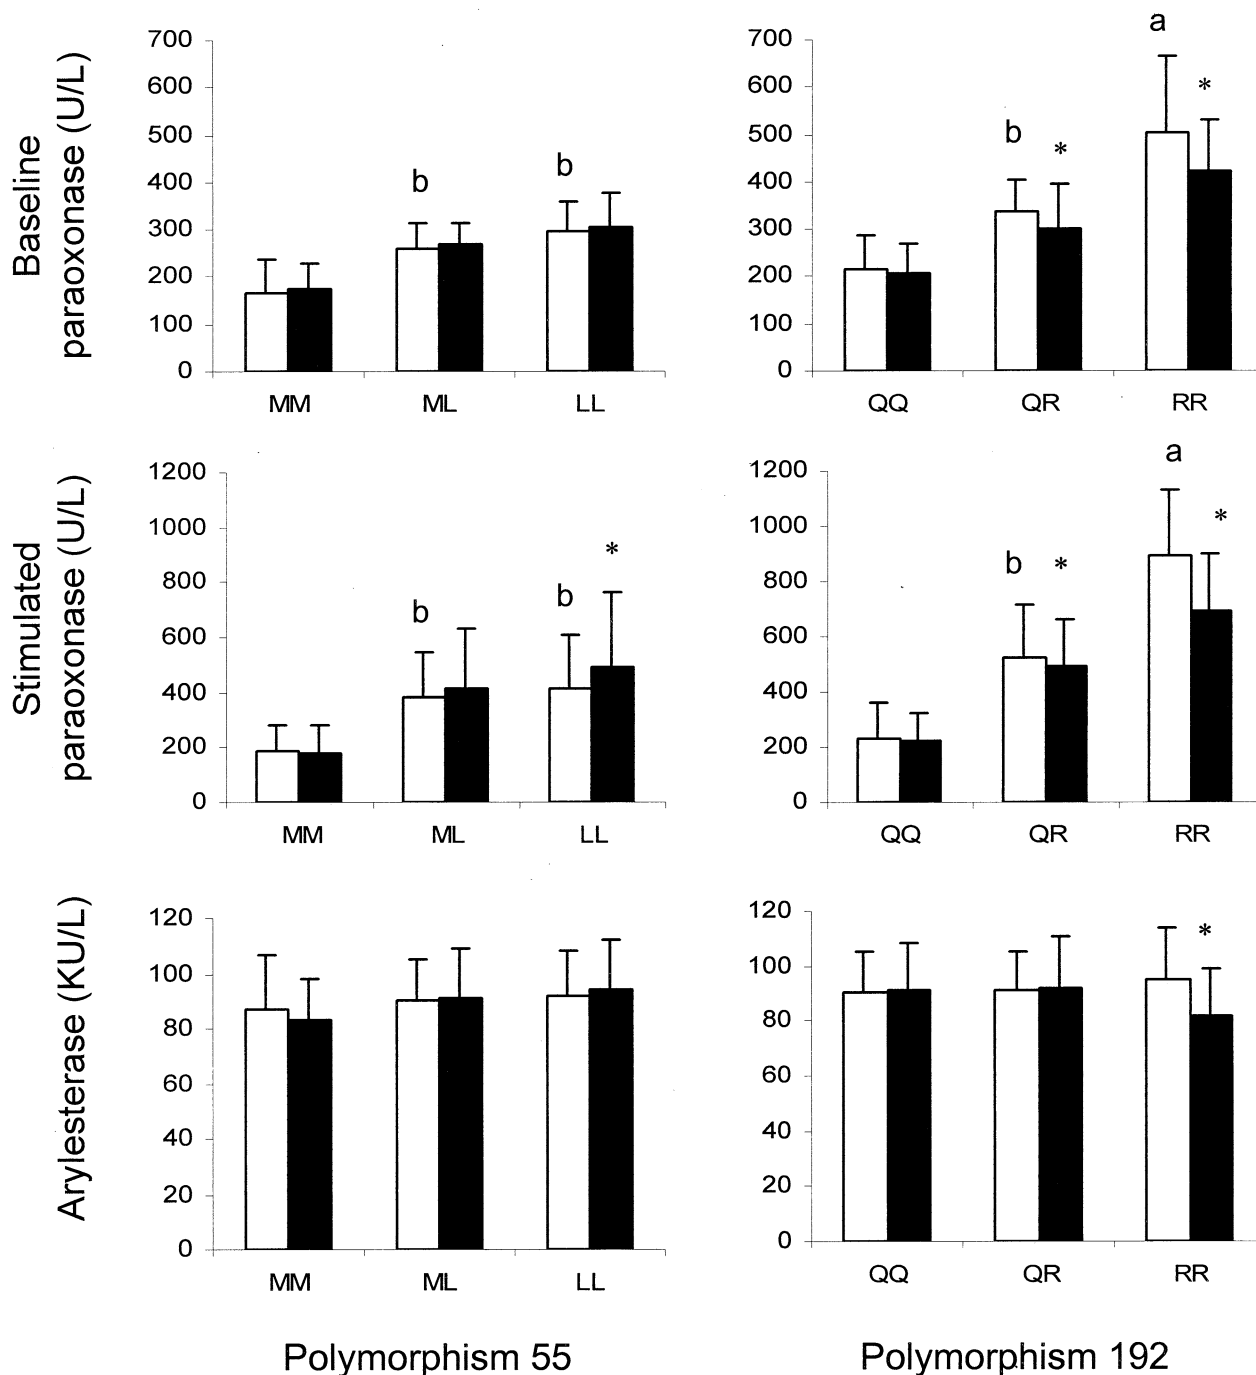 Baseline
paraoxonase (U/L)
700
600
500
400
300
200
100
0
b
b
MM
ML
LL
700
600
500
400
300
200
100
0
b
*
a
*
QQ
QR
RR
Stimulated
paraoxonase (U/L)
1200
1000
800
600
400
200
0
b
b
*
MM
ML
LL
1200
1000
800
600
400
200
0
b
*
a
*
QQ
QR
RR
Arylesterase (KU/L)
120
100
80
60
40
20
0
MM
ML
LL
120
100
80
60
40
20
0
*
QQ
QR
RR
Polymorphism 55
Polymorphism 192